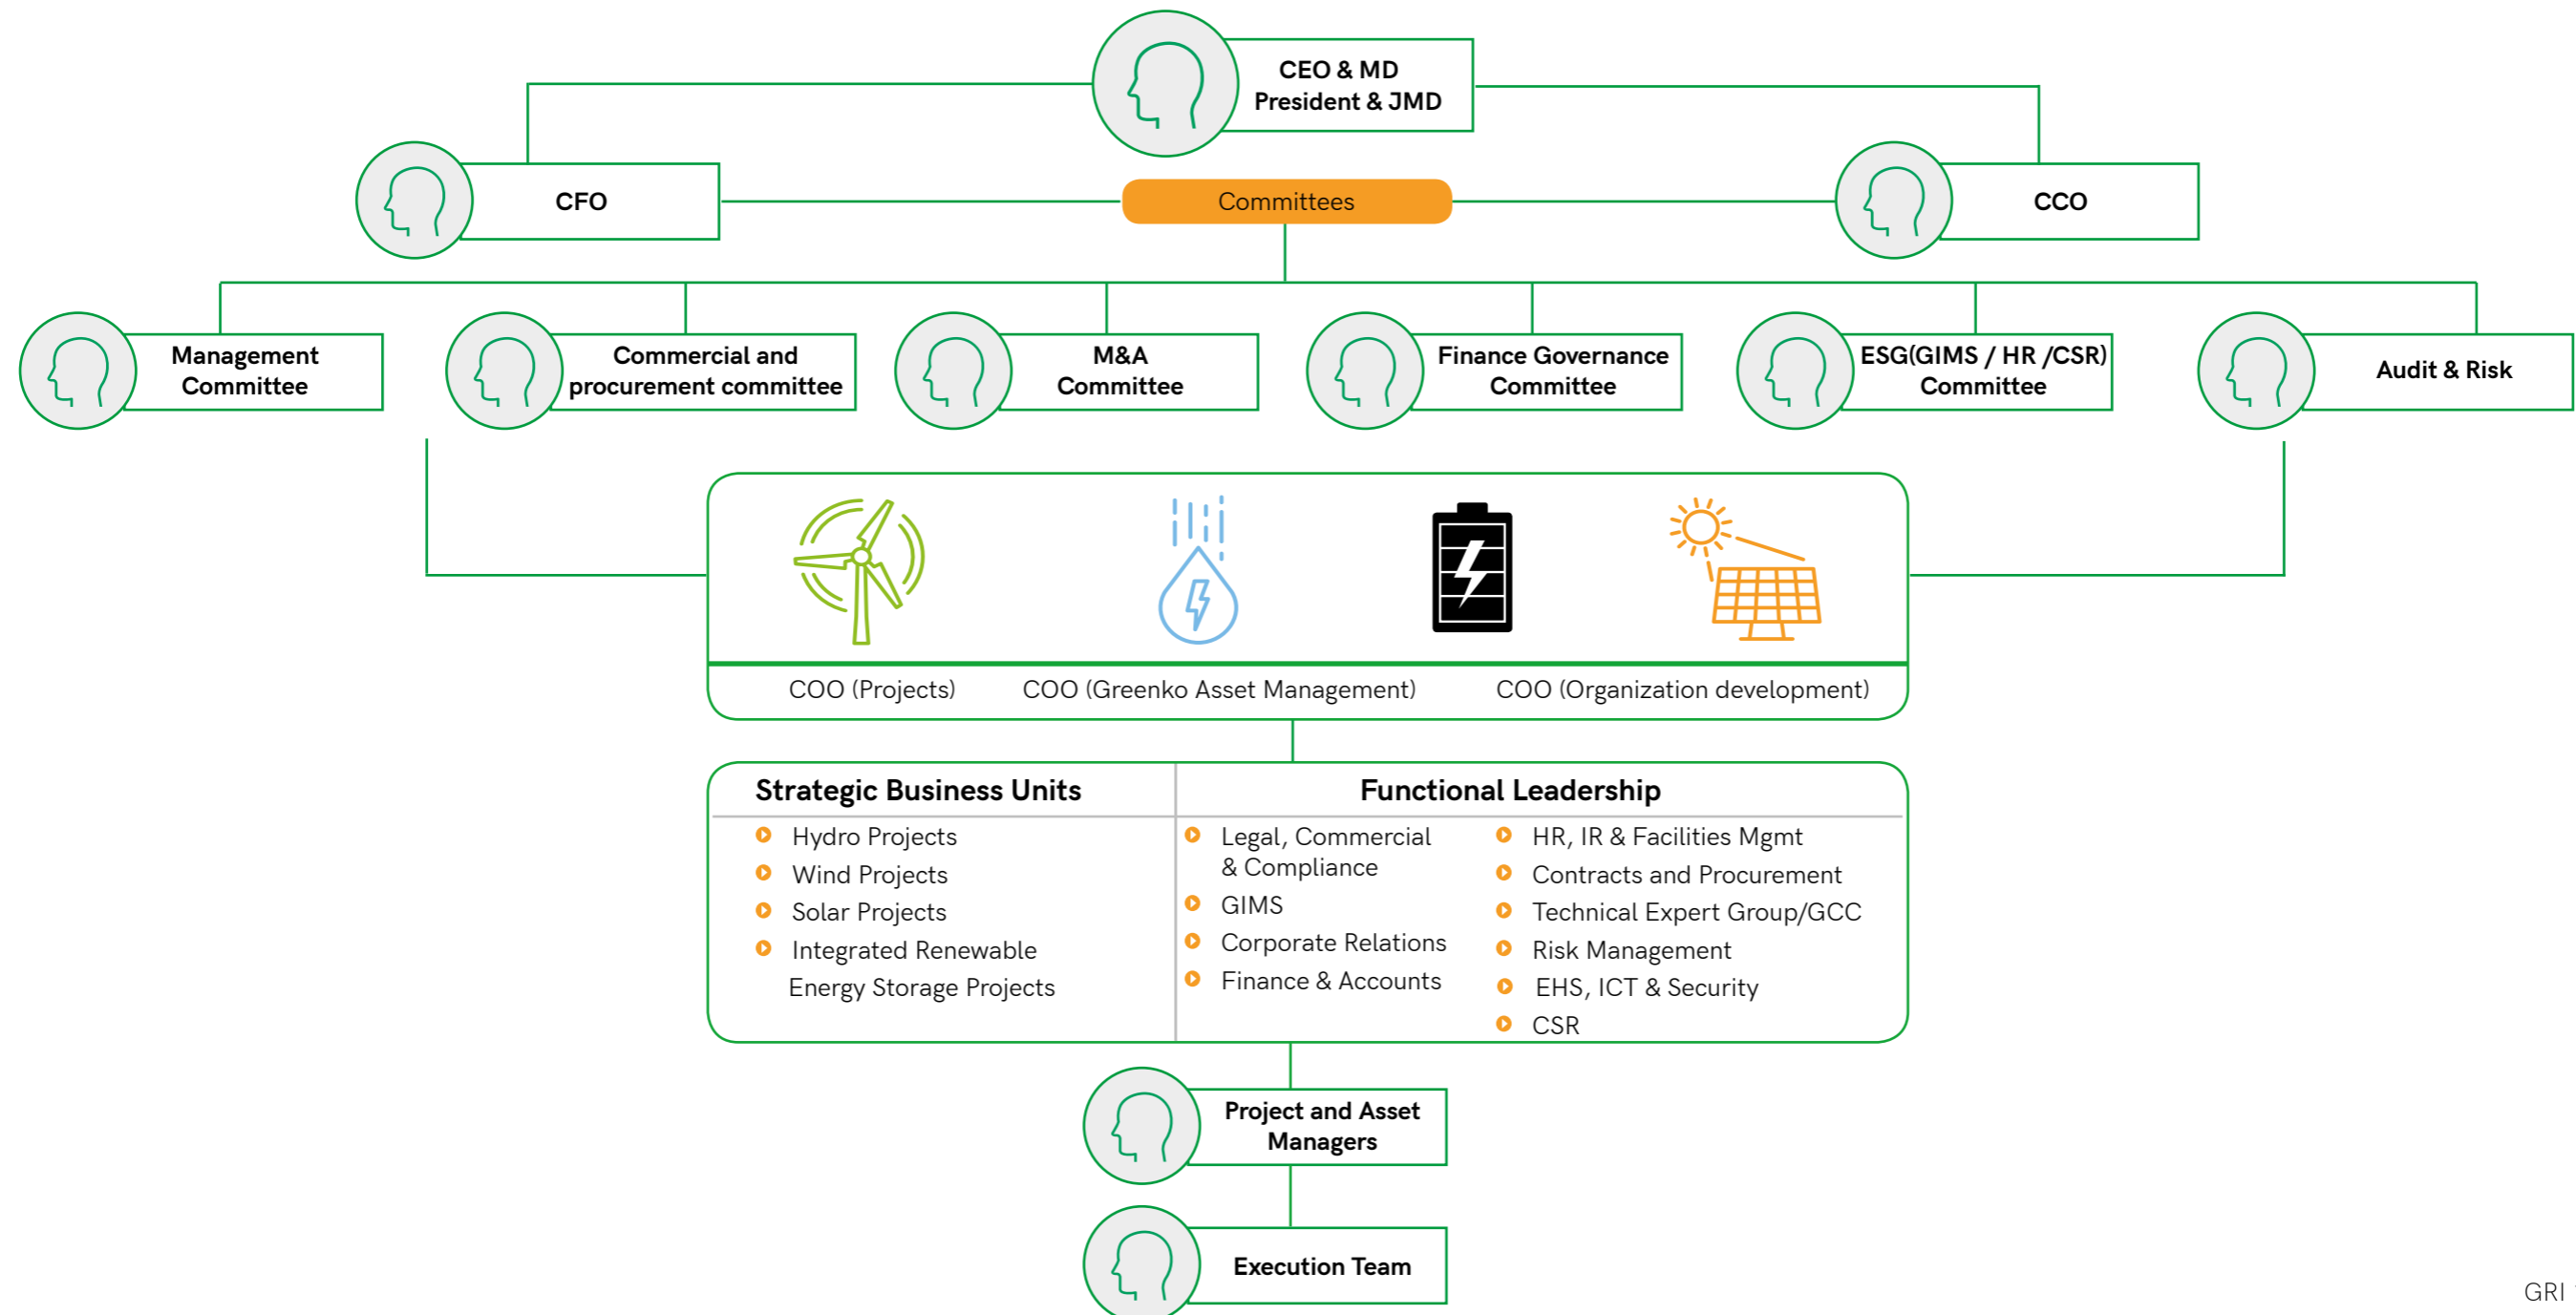 CEO & MD
President & JMD
CFO
Committees
CCO
Management
Committee
Commercial and
procurement committee
M&A
Committee
Finance Governance
Committee
ESG(GIMS / HR /CSR)
Committee
Audit & Risk
COO (Projects)
COO (Greenko Asset Management)
COO (Organization development)
Strategic Business Units
Hydro Projects
Wind Projects
Solar Projects
Integrated Renewable
Energy Storage Projects
Functional Leadership
Legal, Commercial
& Compliance
GIMS
Corporate Relations
Finance & Accounts
HR, IR & Facilities Mgmt
Contracts and Procurement
Technical Expert Group/GCC
Risk Management
EHS, ICT & Security
CSR
Project and Asset
Managers
Execution Team
GRI